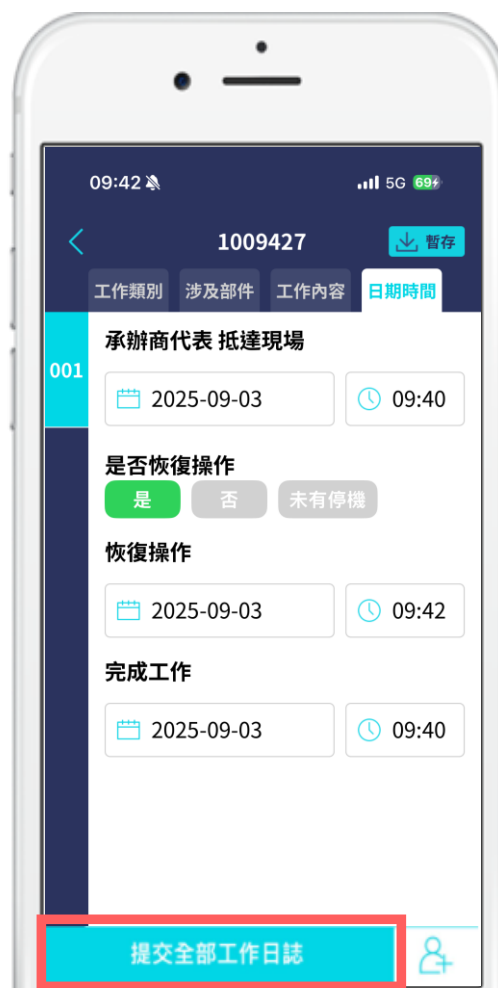 09:42 5G 69
1009427 暫存
工作類別 涉及部件 工作內容 日期時間
001
承辦商代表 抵達現場
2025-09-03 09:40
是否恢復操作
是 否 未有停機
恢復操作
2025-09-03 09:42
完成工作
2025-09-03 09:40
提交全部工作日誌